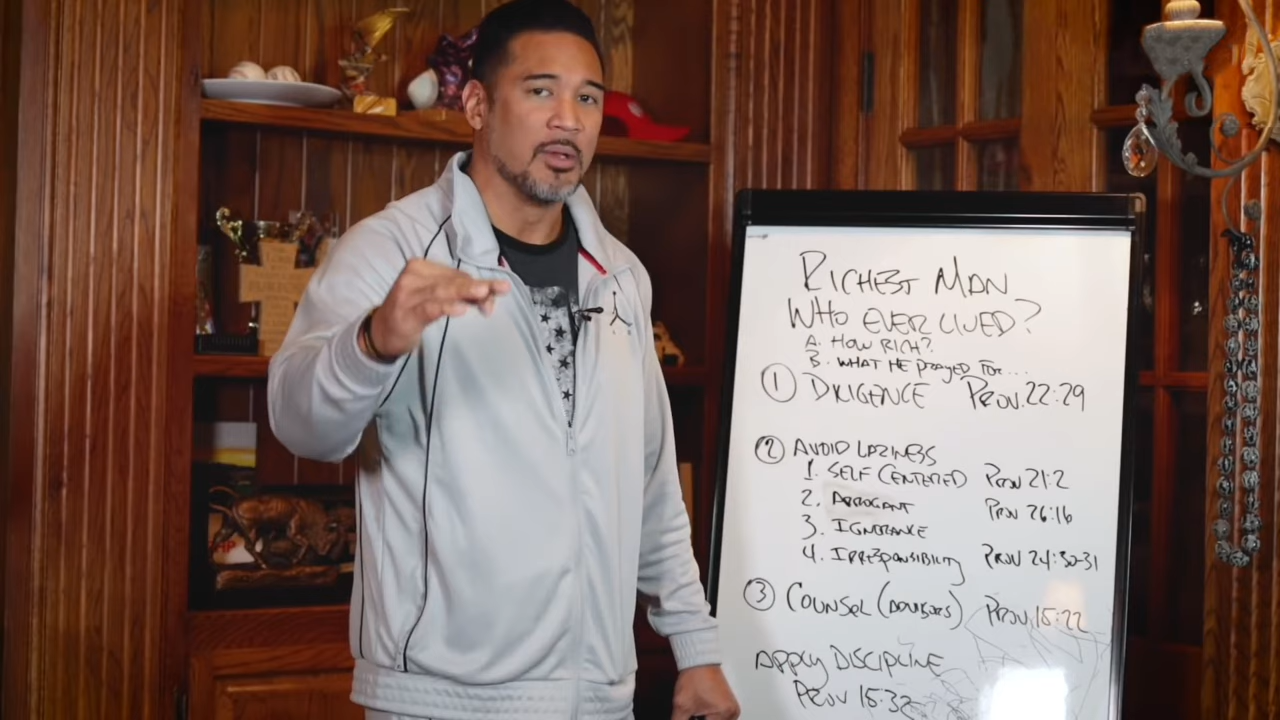 RICHEST MAN
WHO EVER LIVED?
A. HOW RICH?
B. WHAT HE PRAYED FOR...
① DILIGENCE PROV. 22:29
② AVOID LAZINESS
1. SELF CENTERED PROV 21:2
2. ARROGANT PROV 26:16
3. IGNORANCE
4. IRRESPONSIBILITY PROV 24:30-31
③ COUNSEL (ADVISORS) PROV. 15:22
APPLY DISCIPLINE
PROV 15:32